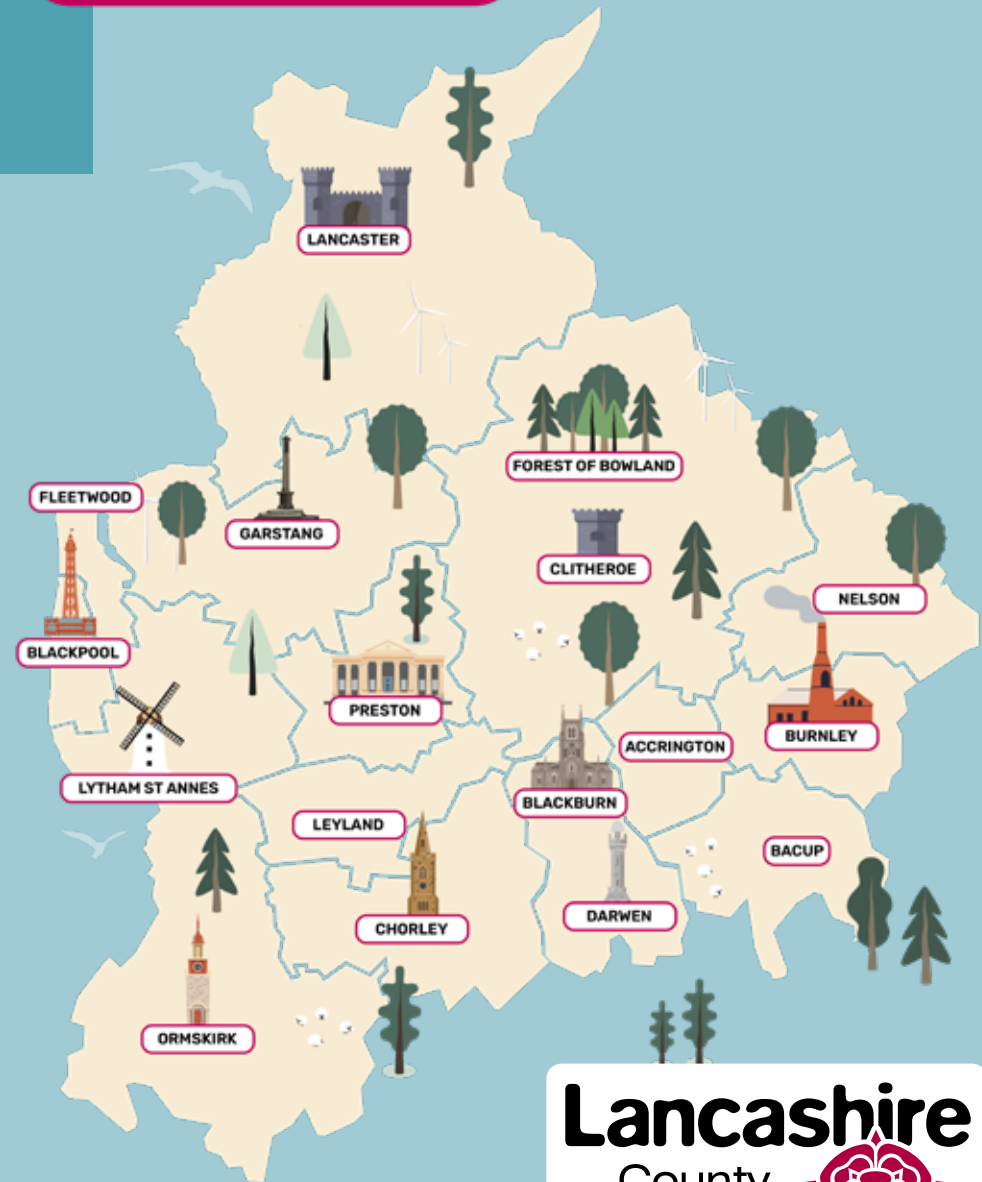 LANCASTER
FOREST OF BOWLAND
FLEETWOOD
GARSTANG
CLITHEROE
NELSON
BLACKPOOL
PRESTON
BURNLEY
ACCRINGTON
LYTHAM ST ANNES
BLACKBURN
LEYLAND
BACUP
DARWEN
CHORLEY
ORMSKIRK
Lancashire
County